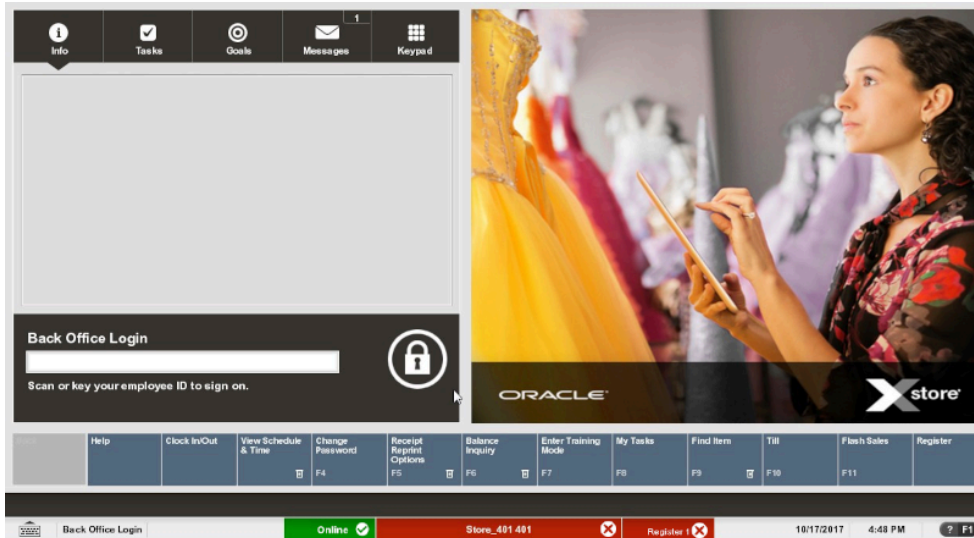 1
Info
Tasks
Goals
Messages
Keypad
Back Office Login
Scan or key your employee ID to sign on.
ORACLE
Xstore
Help
Clock In/Out
View Schedule
& Time
Change
Password
F4
Receipt
Reprint
Options
F5
Balance
Inquiry
F6
Enter Training
Mode
F7
My Tasks
F8
Find Item
F9
Till
F10
Flash Sales
F11
Register
Back Office Login
Online
Store_401 401
Register 1
10/17/2017
4:48 PM
? F1